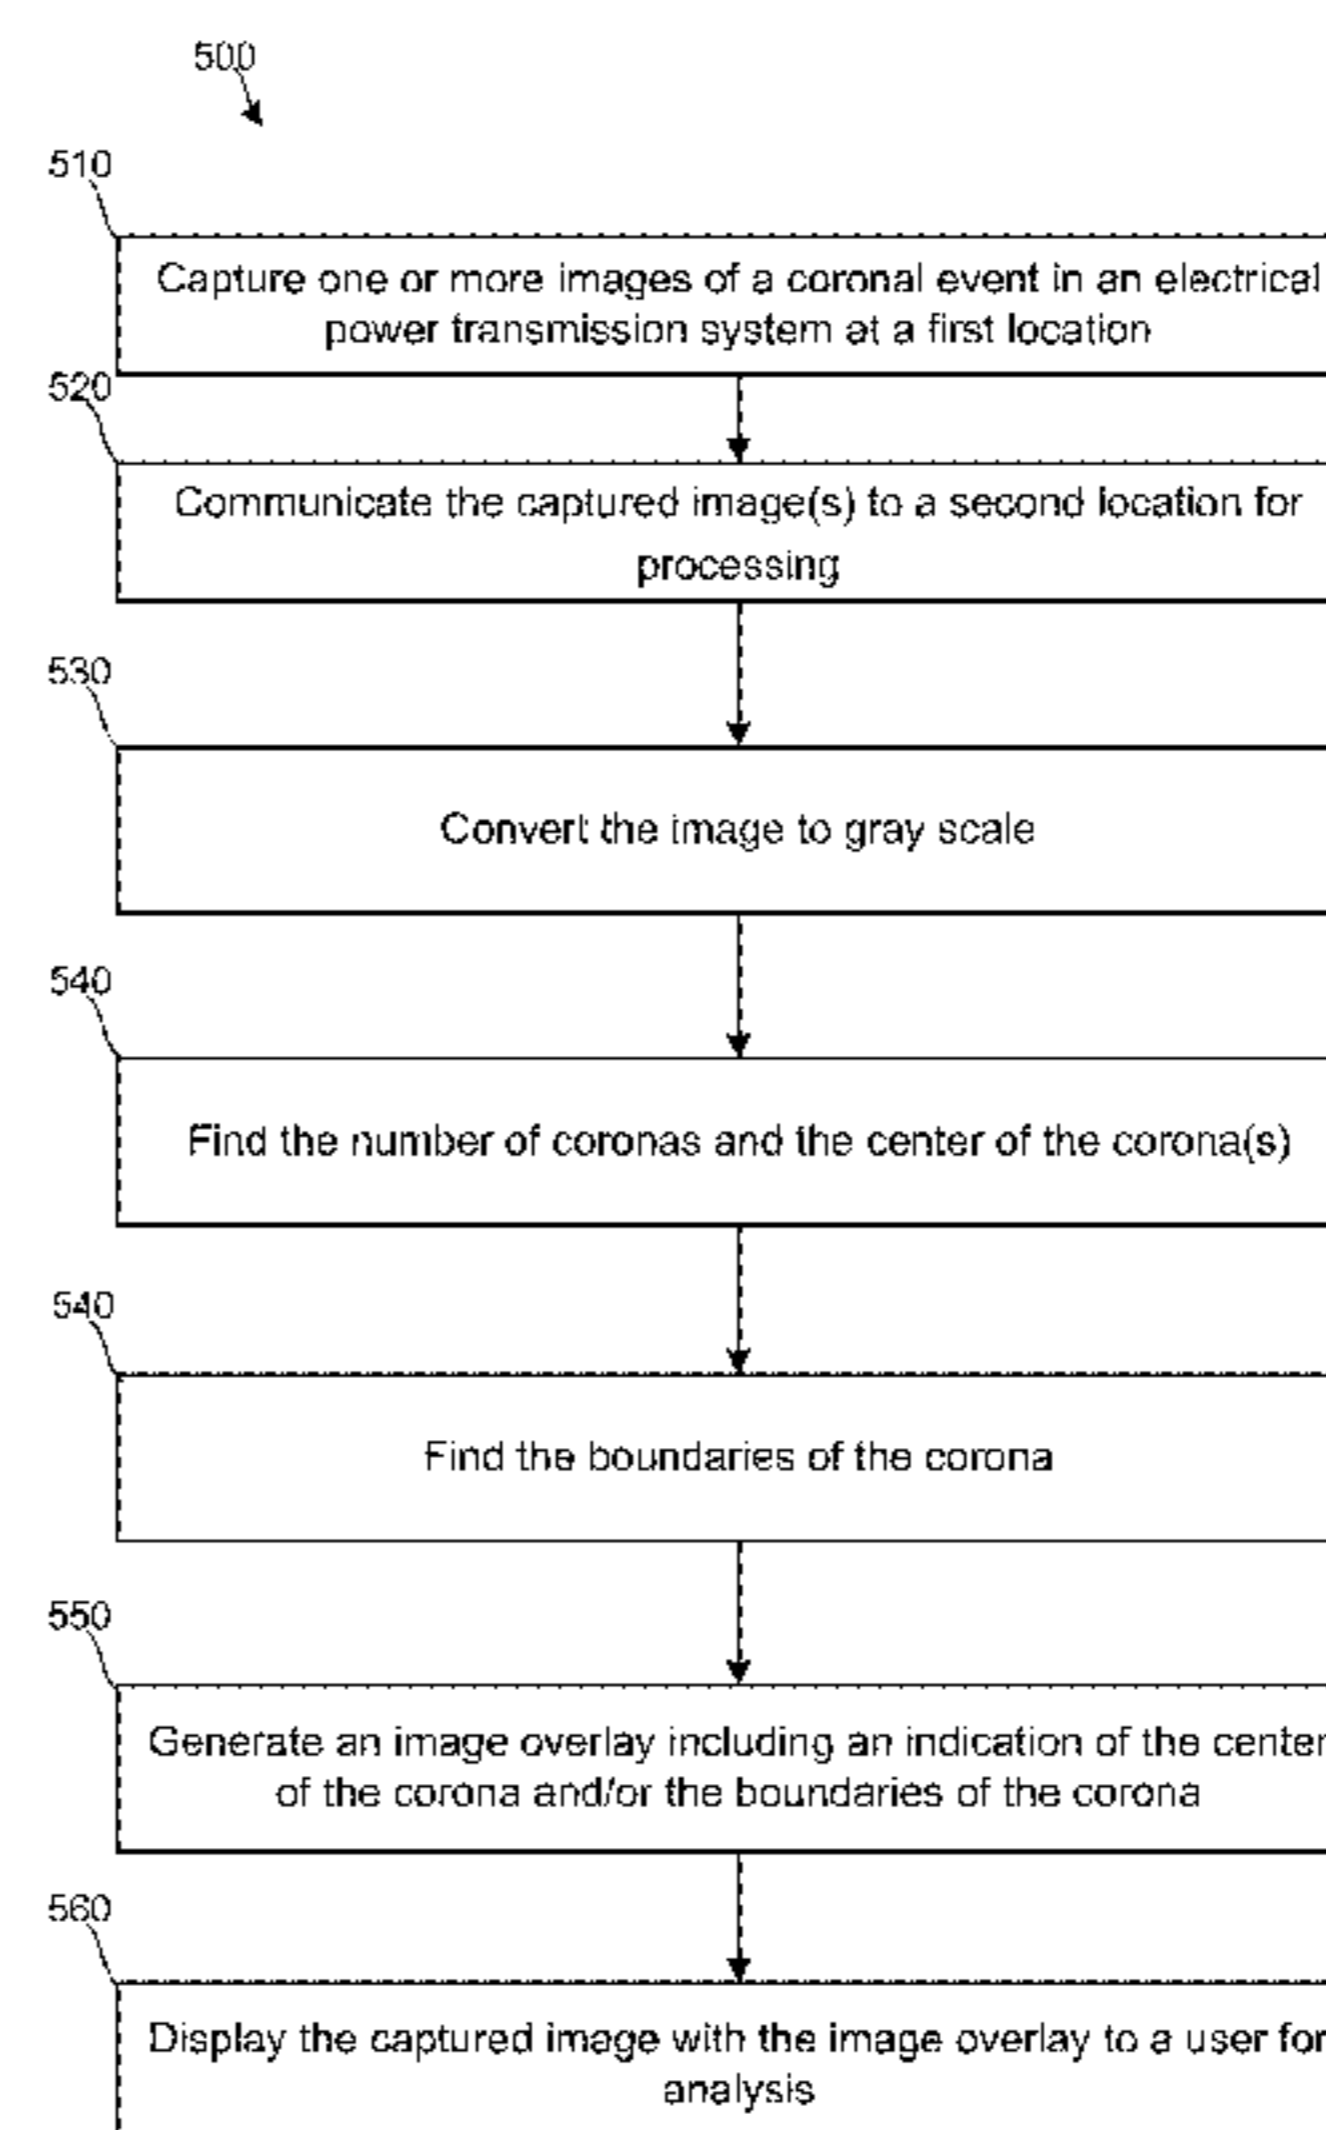 500
510
Capture one or more images of a coronal event in an electrical
power transmission system at a first location
520
Communicate the captured image(s) to a second location for
processing
530
Convert the image to gray scale
540
Find the number of coronas and the center of the corona(s)
540
Find the boundaries of the corona
550
Generate an image overlay including an indication of the center
of the corona and/or the boundaries of the corona
560
Display the captured image with the image overlay to a user for
analysis